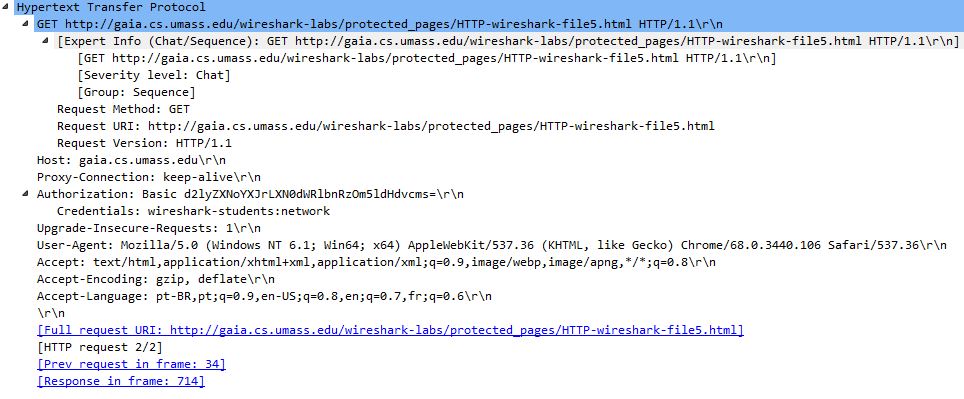 Hypertext Transfer Protocol
GET http://gaia.cs.umass.edu/wireshark-labs/protected_pages/HTTP-wireshark-file5.html HTTP/1.1\r\n
[Expert Info (Chat/Sequence): GET http://gaia.cs.umass.edu/wireshark-labs/protected_pages/HTTP-wireshark-file5.html HTTP/1.1\r\n]
[GET http://gaia.cs.umass.edu/wireshark-labs/protected_pages/HTTP-wireshark-file5.html HTTP/1.1\r\n]
[Severity level: Chat]
[Group: Sequence]
Request Method: GET
Request URI: http://gaia.cs.umass.edu/wireshark-labs/protected_pages/HTTP-wireshark-file5.html
Request Version: HTTP/1.1
Host: gaia.cs.umass.edu\r\n
Proxy-Connection: keep-alive\r\n
Authorization: Basic d2lyZXNoYXJrLXN0dWRlbnRzOm5ldHdvcms=\r\n
Credentials: wireshark-students:network
Upgrade-Insecure-Requests: 1\r\n
User-Agent: Mozilla/5.0 (Windows NT 6.1; Win64; x64) AppleWebKit/537.36 (KHTML, like Gecko) Chrome/68.0.3440.106 Safari/537.36\r\n
Accept: text/html,application/xhtml+xml,application/xml;q=0.9,image/webp,image/apng,*/*;q=0.8\r\n
Accept-Encoding: gzip, deflate\r\n
Accept-Language: pt-BR,pt;q=0.9,en-US;q=0.8,en;q=0.7,fr;q=0.6\r\n
\r\n
[Full request URI: http://gaia.cs.umass.edu/wireshark-labs/protected_pages/HTTP-wireshark-file5.html]
[HTTP request 2/2]
[Prev request in frame: 34]
[Response in frame: 714]